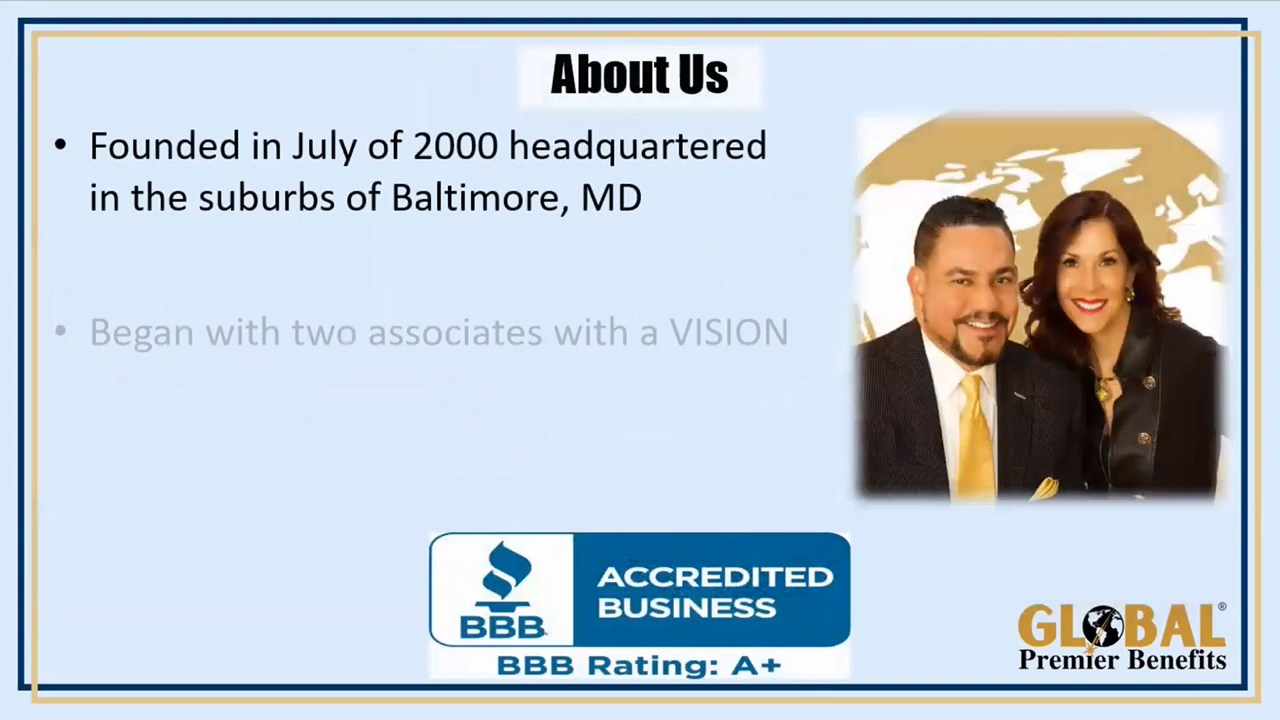 About Us
• Founded in July of 2000 headquartered
in the suburbs of Baltimore, MD
• Began with two associates with a VISION
BBB
ACCREDITED
BUSINESS
BBB Rating: A+
GLOBAL®
Premier Benefits